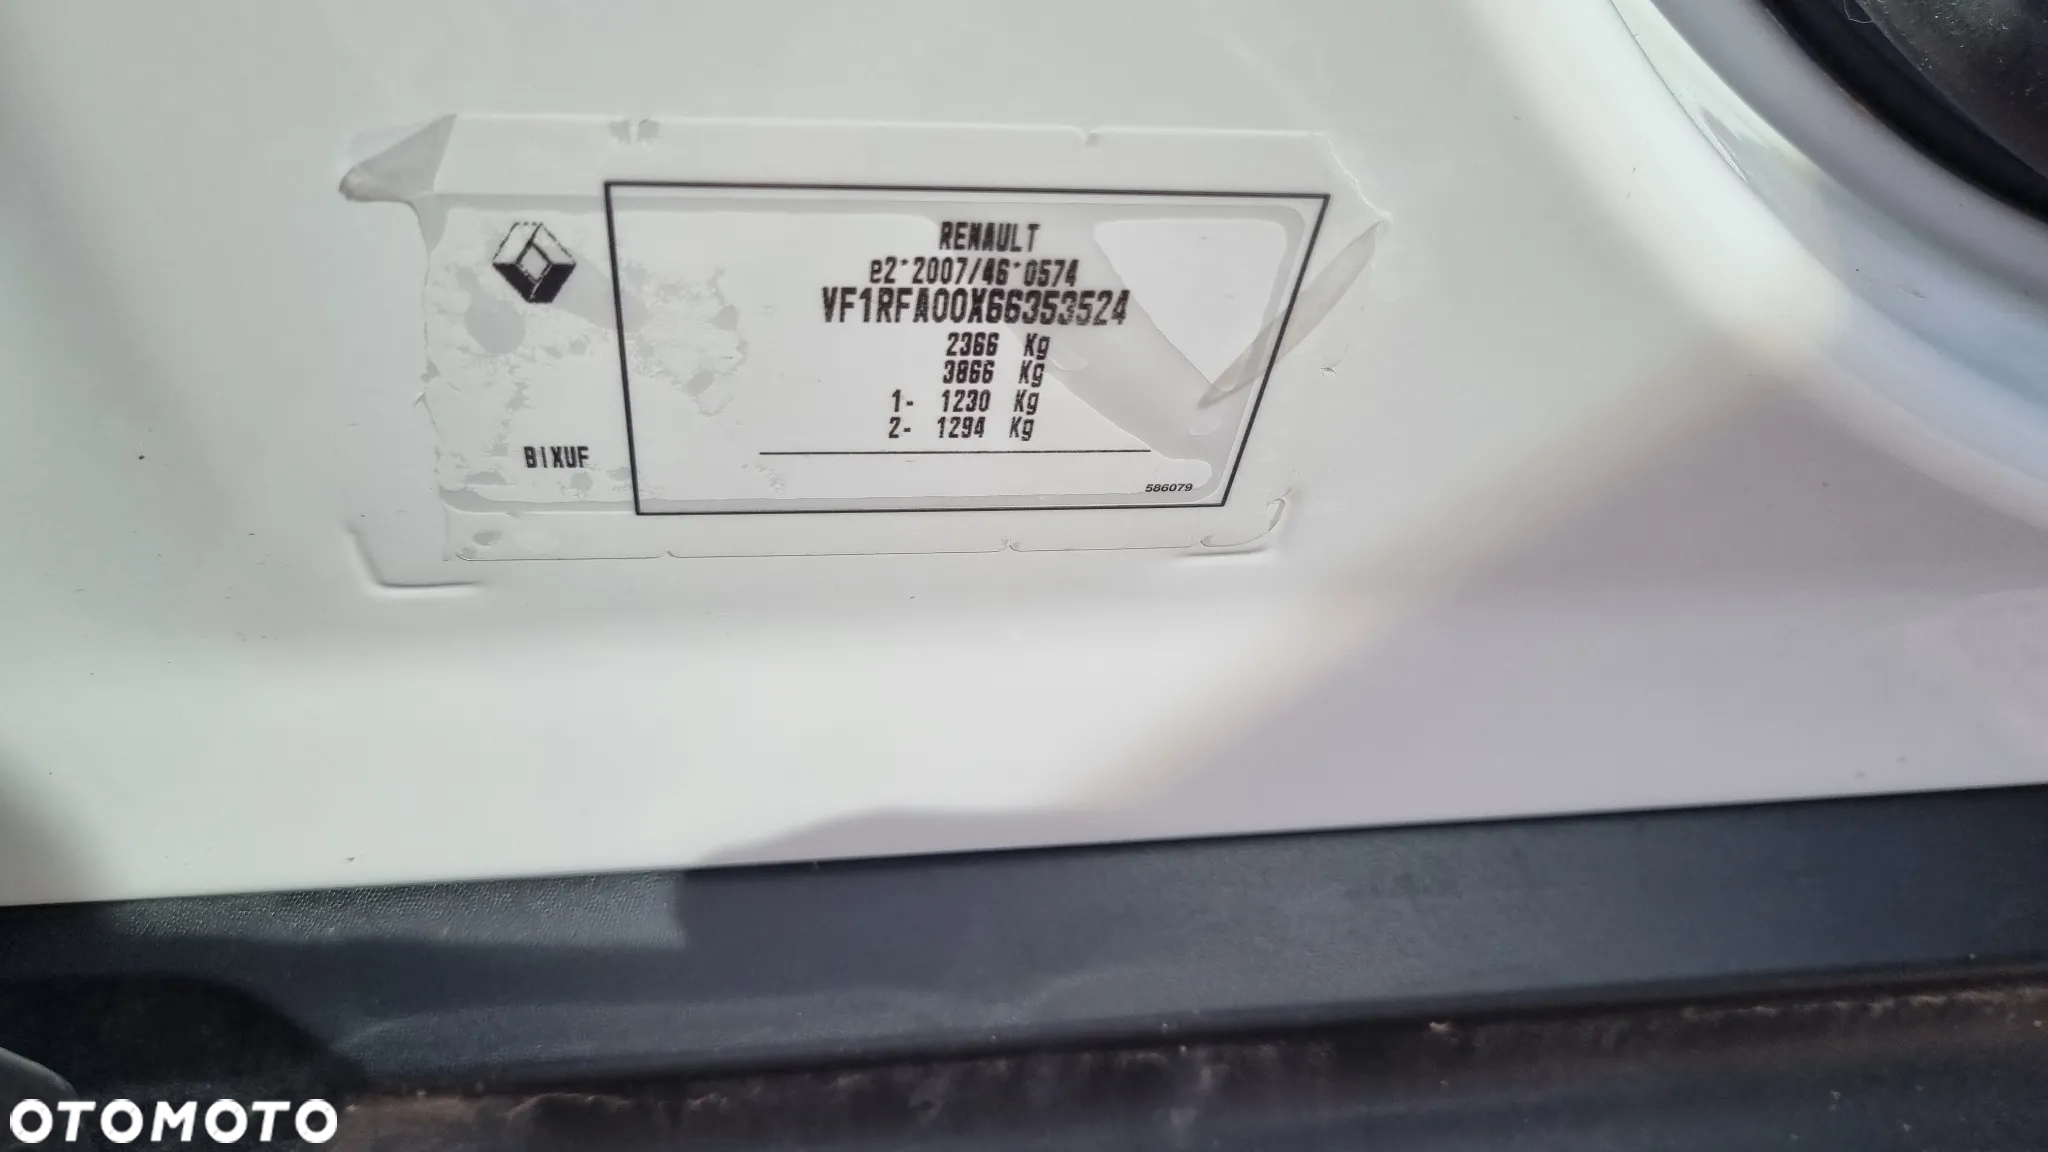 RENAULT
e2*2007/46*0574
VF1RFA00X66353524
2366 Kg
3866 Kg
1- 1230 Kg
2- 1294 Kg
BIXUF
586079
OTOMOTO